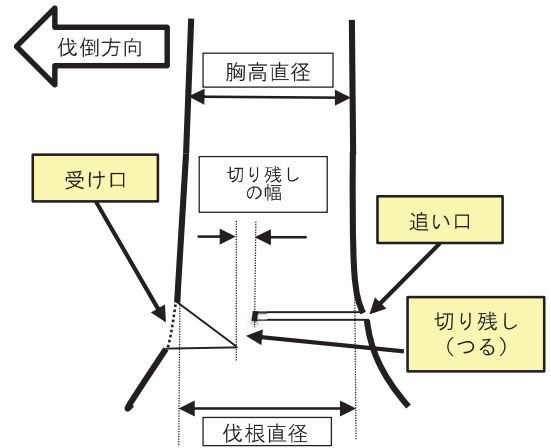 伐倒方向
胸高直径
切り残し
の幅
受け口
追い口
切り残し
（つる）
伐根直径